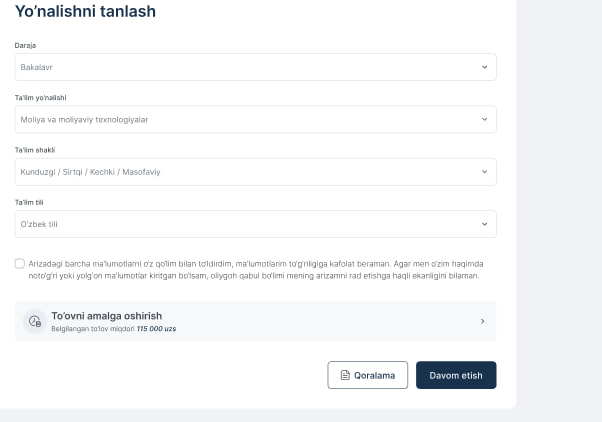 Yo’nalishni tanlash
Daraja
Bakalavr
Ta'lim yo'nalishi
Moliya va moliyaviy texnologiyalar
Ta'lim shakli
Kunduzgi / Sirtqi / Kechki / Masofaviy
Ta'lim tili
O'zbek tili
Arizadagi barcha ma'lumotlarni o'z qo'lim bilan to'ldirdim, ma'lumotlarim to'g'riligiga kafolat beraman. Agar men o'zim haqimda
noto'g'ri yoki yolg'on ma'lumotlar kiritgan bo'lsam, oliygoh qabul bo'limi mening arizamni rad etishga haqli ekanligini bilaman.
To’ovni amalga oshirish
Belgilangan to'lov miqdori 115 000 uzs
Qoralama
Davom etish